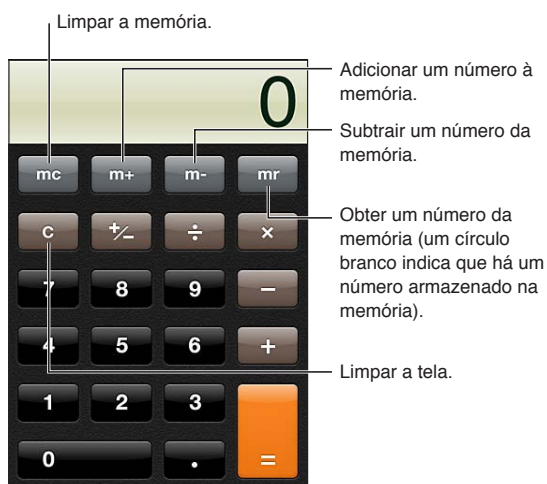 Limpar a memória.
Adicionar um número à
memória.
Subtrair um número da
memória.
0
mc m+ m- mr
Obter um número da
memória (um círculo
branco indica que há um
número armazenado na
memória).
C +/− ÷ ×
7 8 9 −
4 5 6 +
Limpar a tela.
1 2 3
0 . =